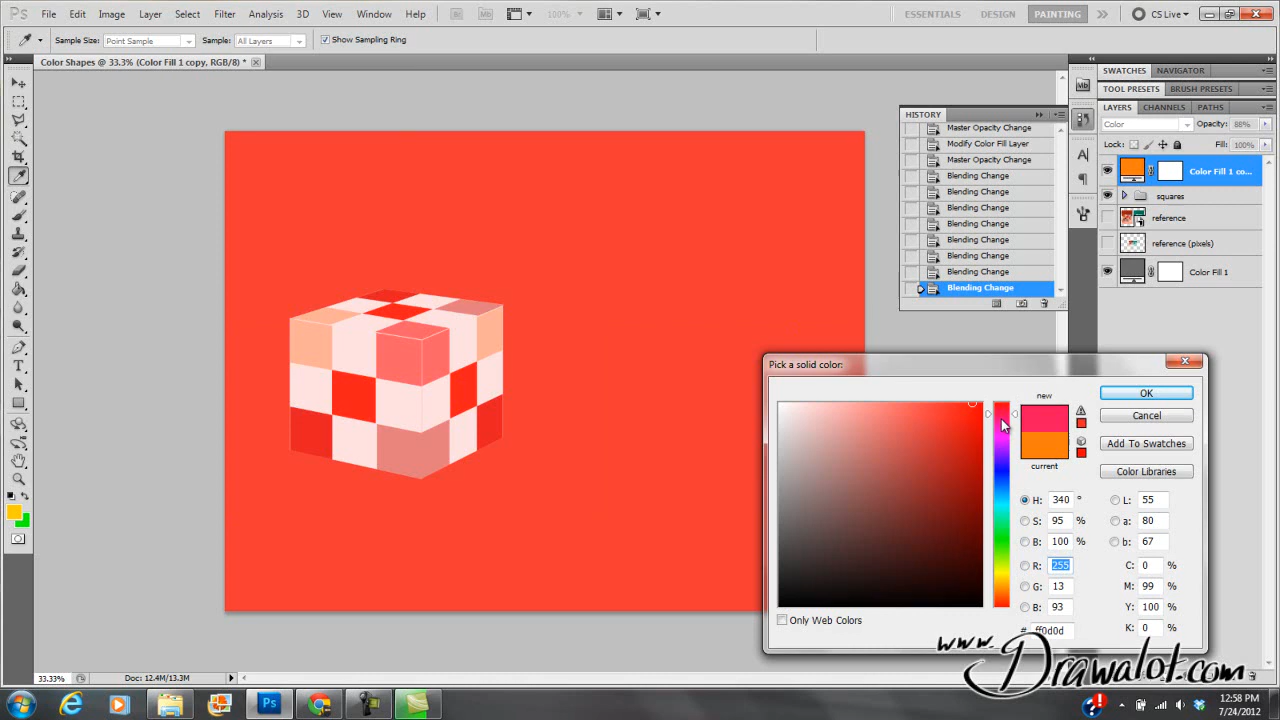 Ps File Edit Image Layer Select Filter Analysis 3D View Window Help Br Mb 100% ESSENTIALS DESIGN PAINTING CS Live
Sample Size: Point Sample Sample: All Layers Show Sampling Ring
Color Shapes @ 33.3% (Color Fill 1 copy, RGB/8) *
SWATCHES NAVIGATOR
TOOL PRESETS BRUSH PRESETS
LAYERS CHANNELS PATHS
Color Opacity: 88%
Lock: Fill: 100%
Color Fill 1 co...
squares
reference
reference (pixels)
Color Fill 1
Mb
HISTORY
Master Opacity Change
Modify Color Fill Layer
Master Opacity Change
Blending Change
Blending Change
Blending Change
Blending Change
Blending Change
Blending Change
Blending Change
Blending Change
Pick a solid color:
new
current
OK
Cancel
Add To Swatches
Color Libraries
H: 340 ° L: 55
S: 95 % a: 80
B: 100 % b: 67
R: 255 C: 0 %
G: 13 M: 99 %
B: 93 Y: 100 %
# ff0d0d K: 0 %
Only Web Colors
www.
Drawalot.com
33.33% Doc: 12.4M/13.3M
Ps
12:58 PM
7/24/2012